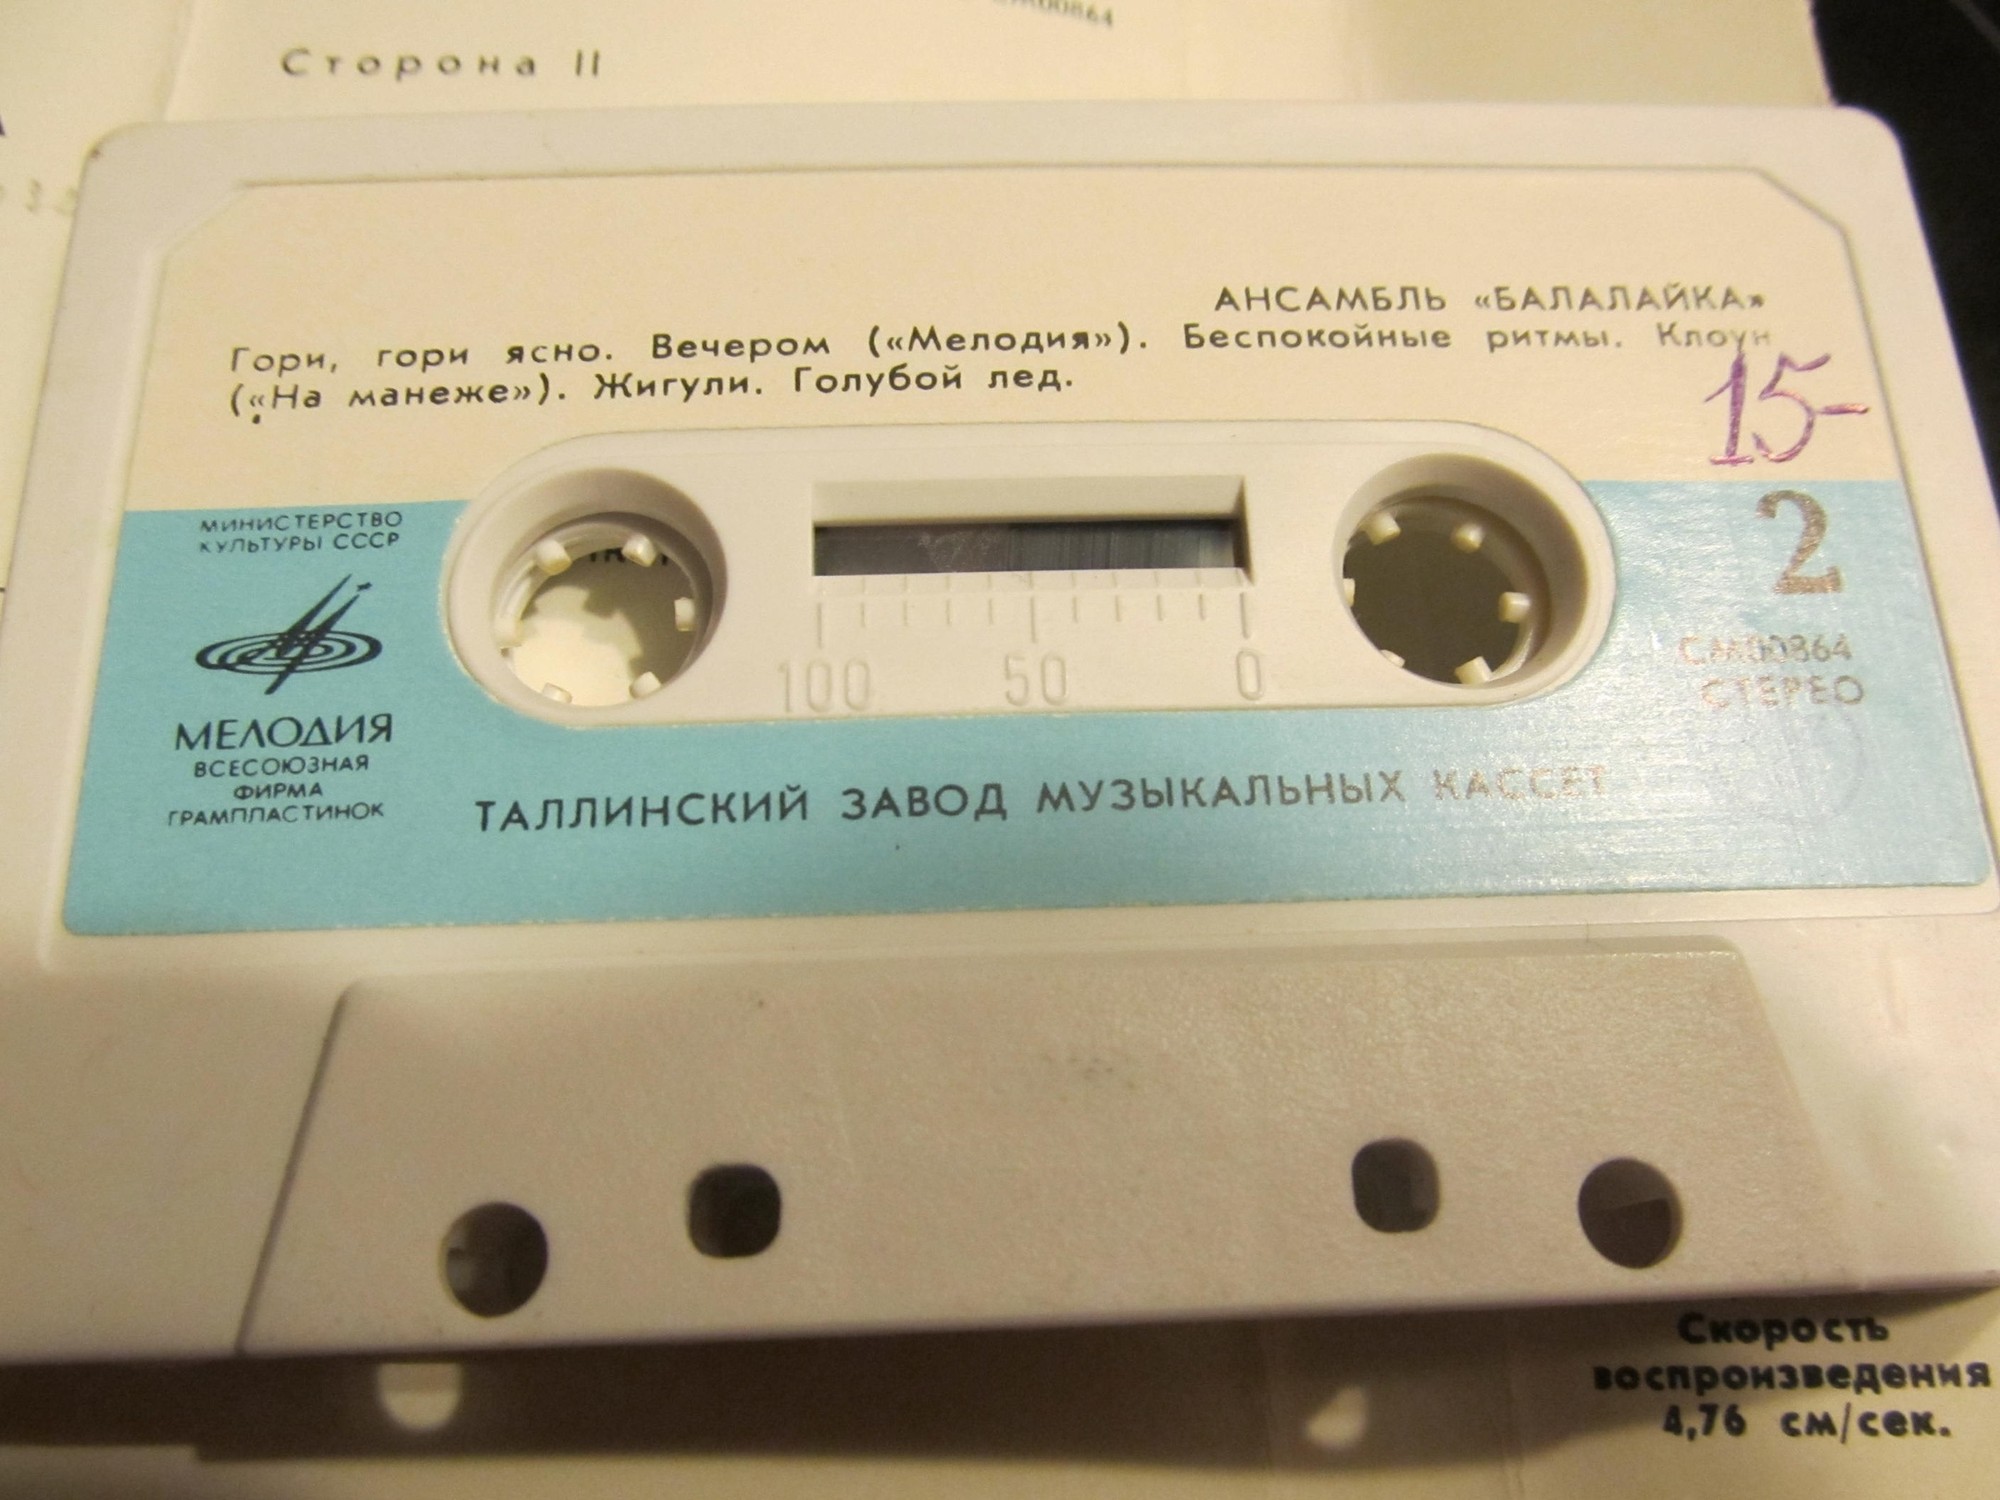 СМ00864
Сторона II
АНСАМБЛЬ «БАЛАЛАЙКА»
Гори, гори ясно. Вечером («Мелодия»). Беспокойные ритмы. Клоун
(«На манеже»). Жигули. Голубой лед.
15-
МИНИСТЕРСТВО
КУЛЬТУРЫ СССР
МЕЛОДИЯ
ВСЕСОЮЗНАЯ
ФИРМА
ГРАМПЛАСТИНОК
100 50 0
2
СМ00864
СТЕРЕО
ТАЛЛИНСКИЙ ЗАВОД МУЗЫКАЛЬНЫХ КАССЕТ
Скорость
воспроизведения
4,76 см/сек.